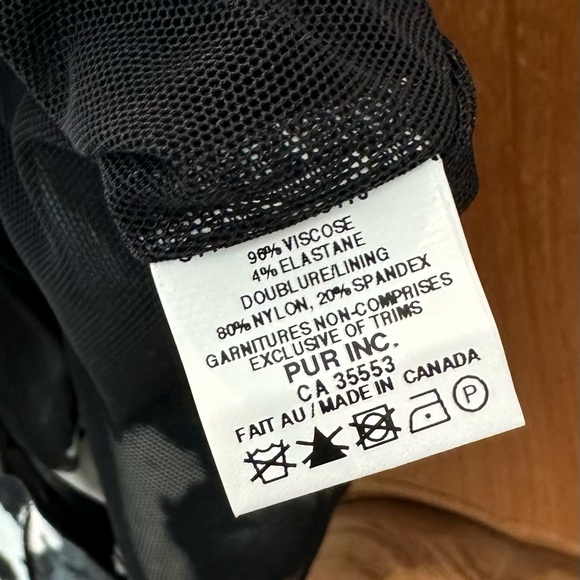 96% VISCOSE
4% ELASTANE
DOUBLURE/LINING
80% NYLON, 20% SPANDEX
GARNITURES NON-COMPRISES
EXCLUSIVE OF TRIMS
PUR INC.
CA 35553
FAIT AU / MADE IN CANADA
P